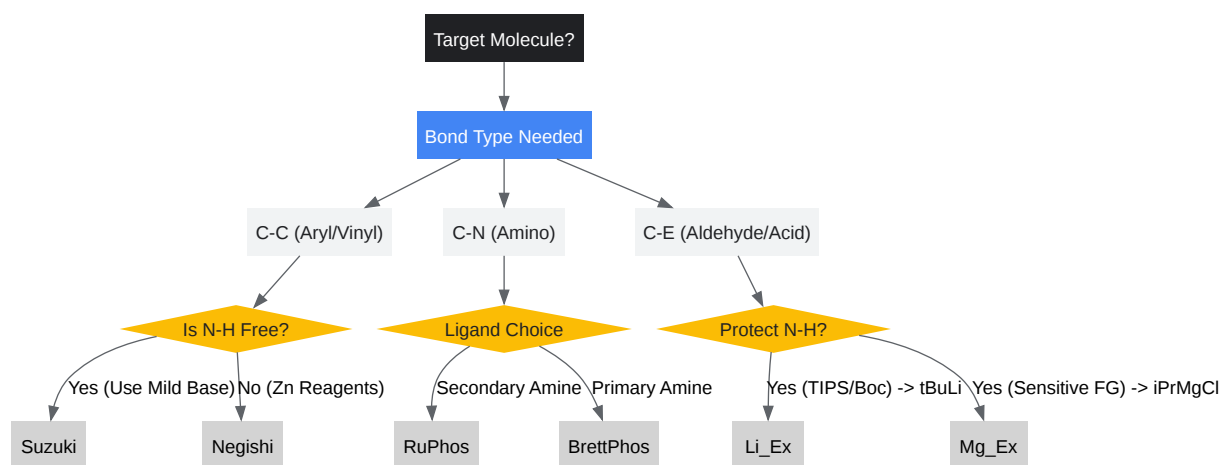 Target Molecule?
Bond Type Needed
C-C (Aryl/Vinyl)
C-N (Amino)
C-E (Aldehyde/Acid)
Is N-H Free?
Ligand Choice
Protect N-H?
Yes (Use Mild Base)
No (Zn Reagents)
Secondary Amine
Primary Amine
Yes (TIPS/Boc) -> tBuLi
Yes (Sensitive FG) -> iPrMgCl
Suzuki
Negishi
RuPhos
BrettPhos
Li_Ex
Mg_Ex